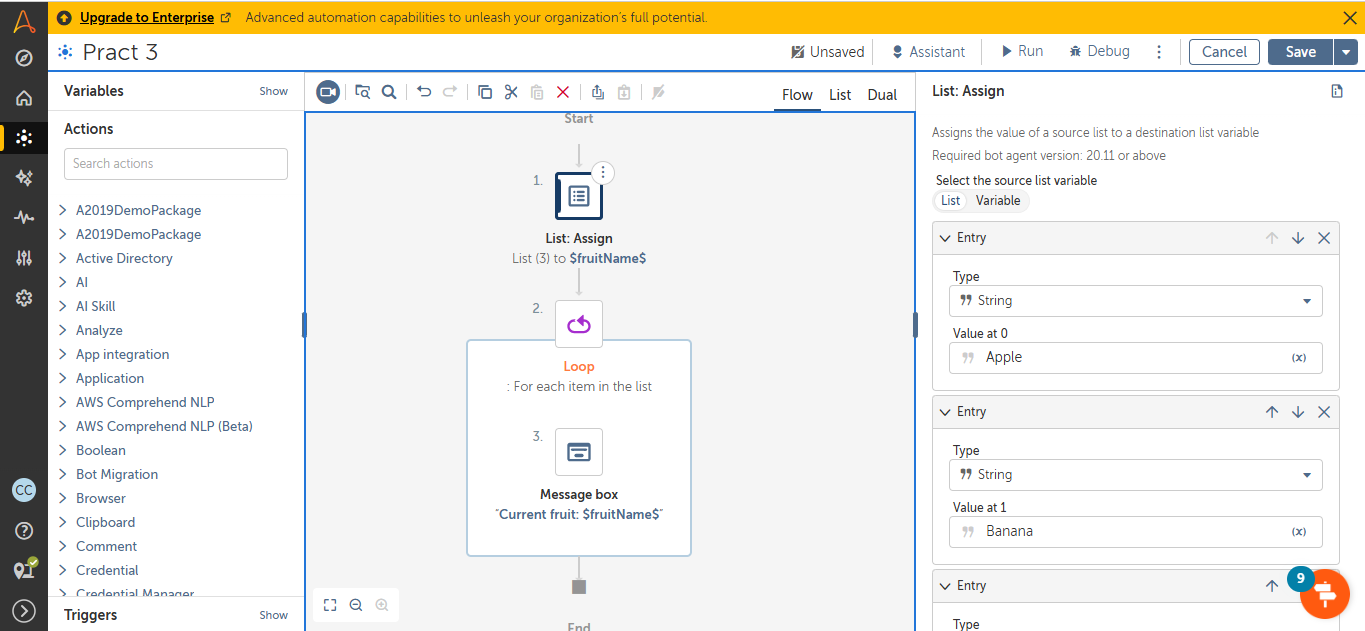 Upgrade to Enterprise Advanced automation capabilities to unleash your organization's full potential.
Pract 3
Unsaved
Assistant
Run
Debug
Cancel
Save
Variables
Show
Actions
Search actions
A2019DemoPackage
A2019DemoPackage
Active Directory
AI
AI Skill
Analyze
App integration
Application
AWS Comprehend NLP
AWS Comprehend NLP (Beta)
Boolean
Bot Migration
Browser
Clipboard
Comment
Credential
Credential Manager
Triggers
Show
CC
Flow
List
Dual
Start
1.
List: Assign
List (3) to $fruitName$
2.
Loop
: For each item in the list
3.
Message box
"Current fruit: $fruitName$"
End
List: Assign
Assigns the value of a source list to a destination list variable
Required bot agent version: 20.11 or above
Select the source list variable
List
Variable
Entry
Type
String
Value at 0
Apple
(x)
Entry
Type
String
Value at 1
Banana
(x)
Entry
9
Type